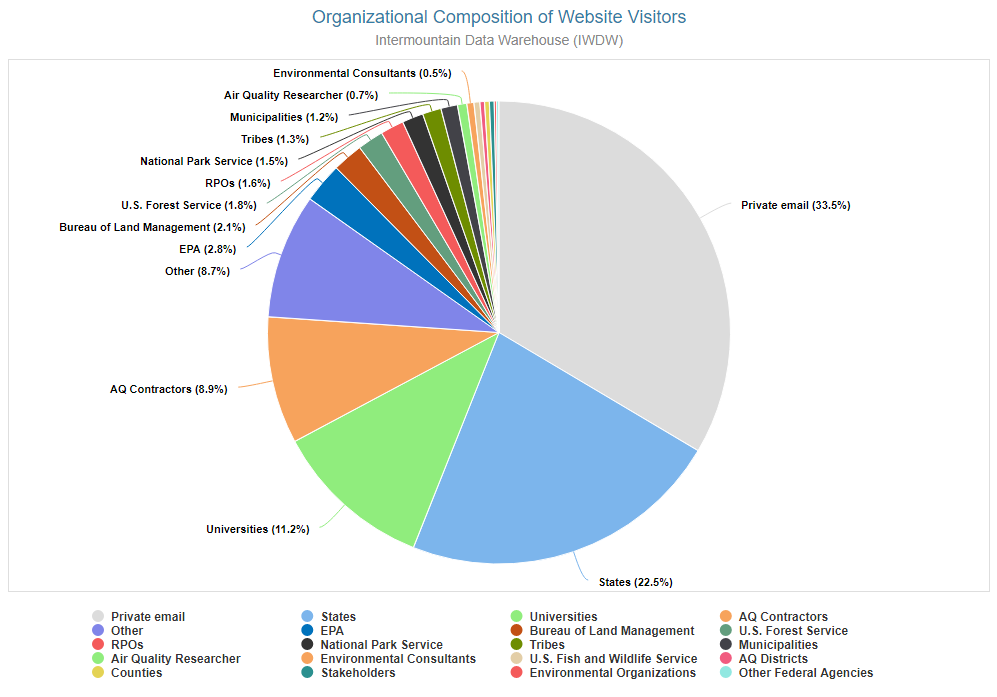 Organizational Composition of Website Visitors
Intermountain Data Warehouse (IWDW)
Environmental Consultants (0.5%)
Air Quality Researcher (0.7%)
Municipalities (1.2%)
Tribes (1.3%)
National Park Service (1.5%)
RPOs (1.6%)
U.S. Forest Service (1.8%)
Bureau of Land Management (2.1%)
EPA (2.8%)
Other (8.7%)
AQ Contractors (8.9%)
Universities (11.2%)
States (22.5%)
Private email (33.5%)
Private email States Universities AQ Contractors
Other EPA Bureau of Land Management U.S. Forest Service
RPOs National Park Service Tribes Municipalities
Air Quality Researcher Environmental Consultants U.S. Fish and Wildlife Service AQ Districts
Counties Stakeholders Environmental Organizations Other Federal Agencies